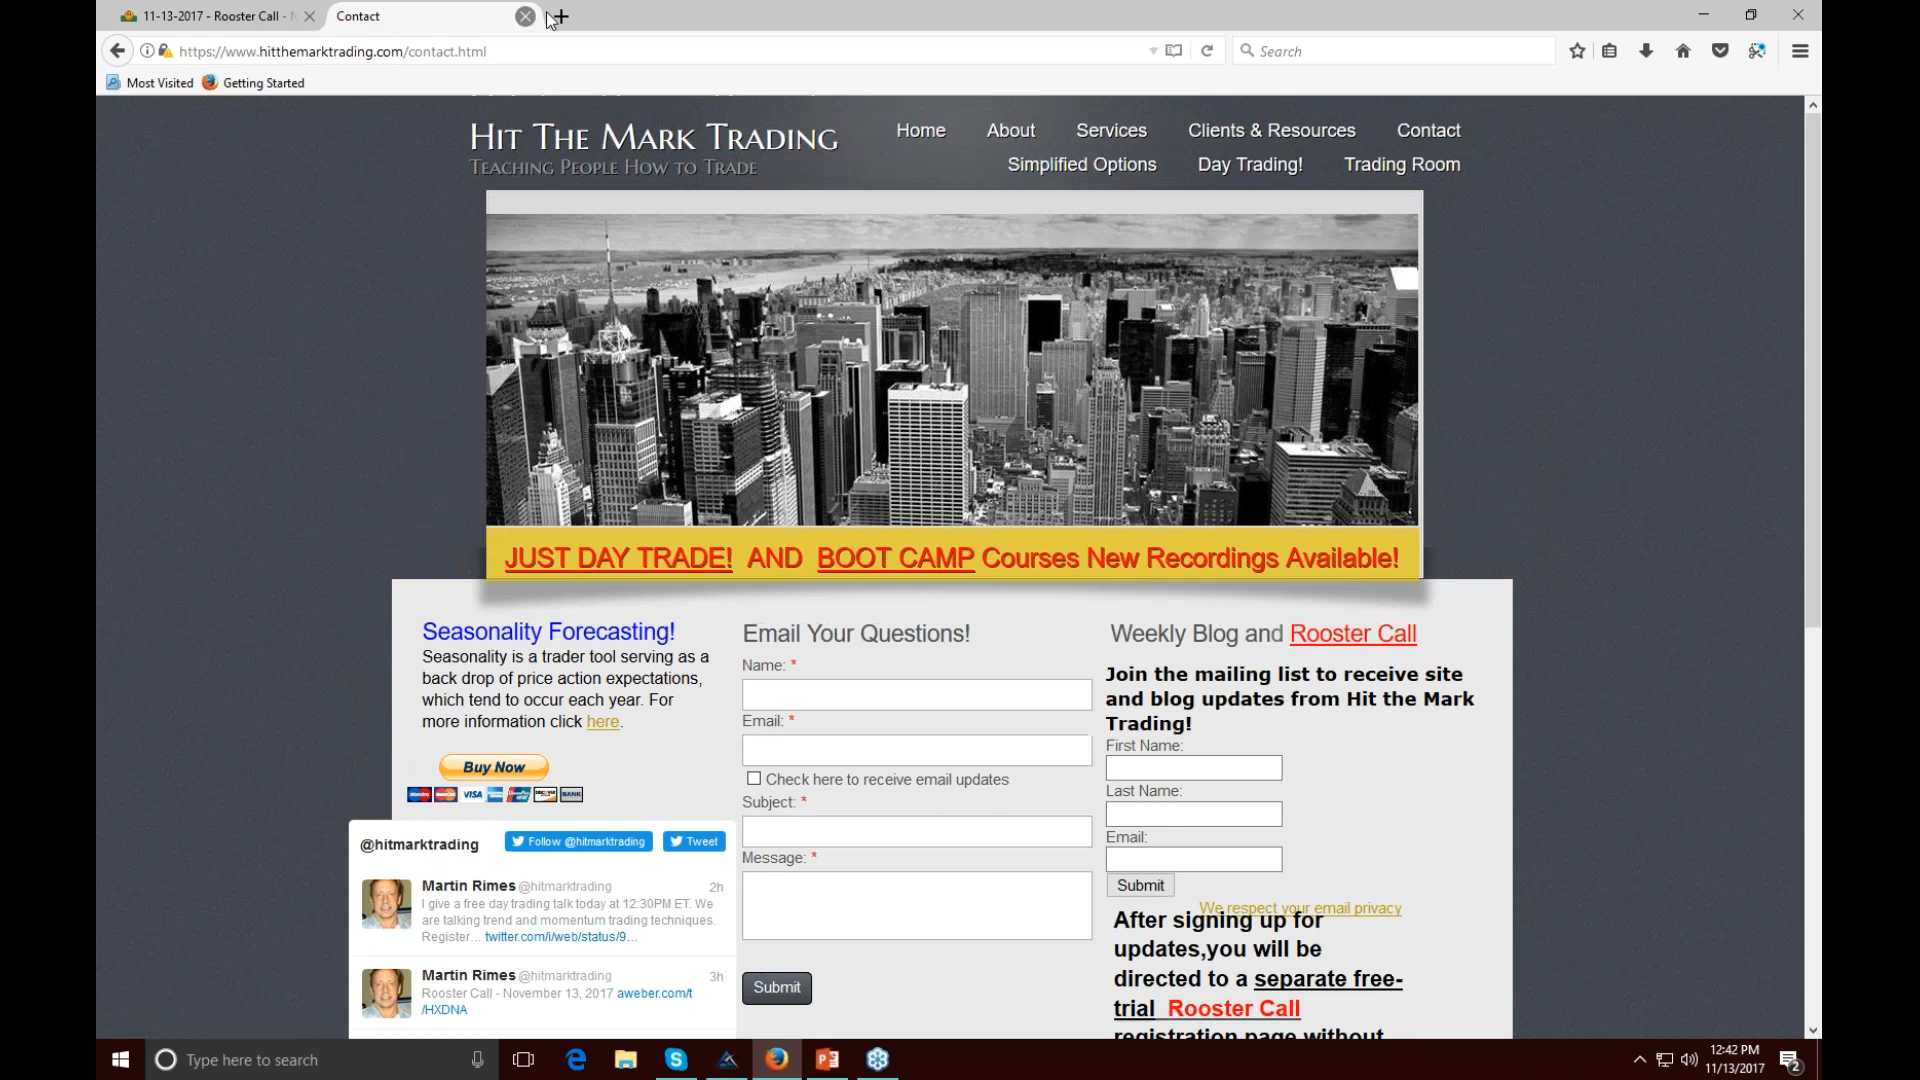 11-13-2017 - Rooster Call -
Contact
https://www.hitthemarktrading.com/contact.html
Search
Most Visited
Getting Started
Hit The Mark Trading
Teaching People How to Trade
Home
About
Services
Clients & Resources
Contact
Simplified Options
Day Trading!
Trading Room
JUST DAY TRADE! AND BOOT CAMP Courses New Recordings Available!
Seasonality Forecasting!
Seasonality is a trader tool serving as a
back drop of price action expectations,
which tend to occur each year. For
more information click here.
Buy Now
VISA
BANK
@hitmarktrading
Follow @hitmarktrading
Tweet
Martin Rimes @hitmarktrading
2h
I give a free day trading talk today at 12:30PM ET. We
are talking trend and momentum trading techniques.
Register... twitter.com/i/web/status/9...
Martin Rimes @hitmarktrading
3h
Rooster Call - November 13, 2017 aweber.com/t
/HXDNA
Email Your Questions!
Name: *
Email: *
Check here to receive email updates
Subject: *
Message: *
Submit
Weekly Blog and Rooster Call
Join the mailing list to receive site
and blog updates from Hit the Mark
Trading!
First Name:
Last Name:
Email:
Submit
We respect your email privacy
After signing up for
updates,you will be
directed to a separate free-
trial Rooster Call
registration page without
Type here to search
12:42 PM
11/13/2017
2